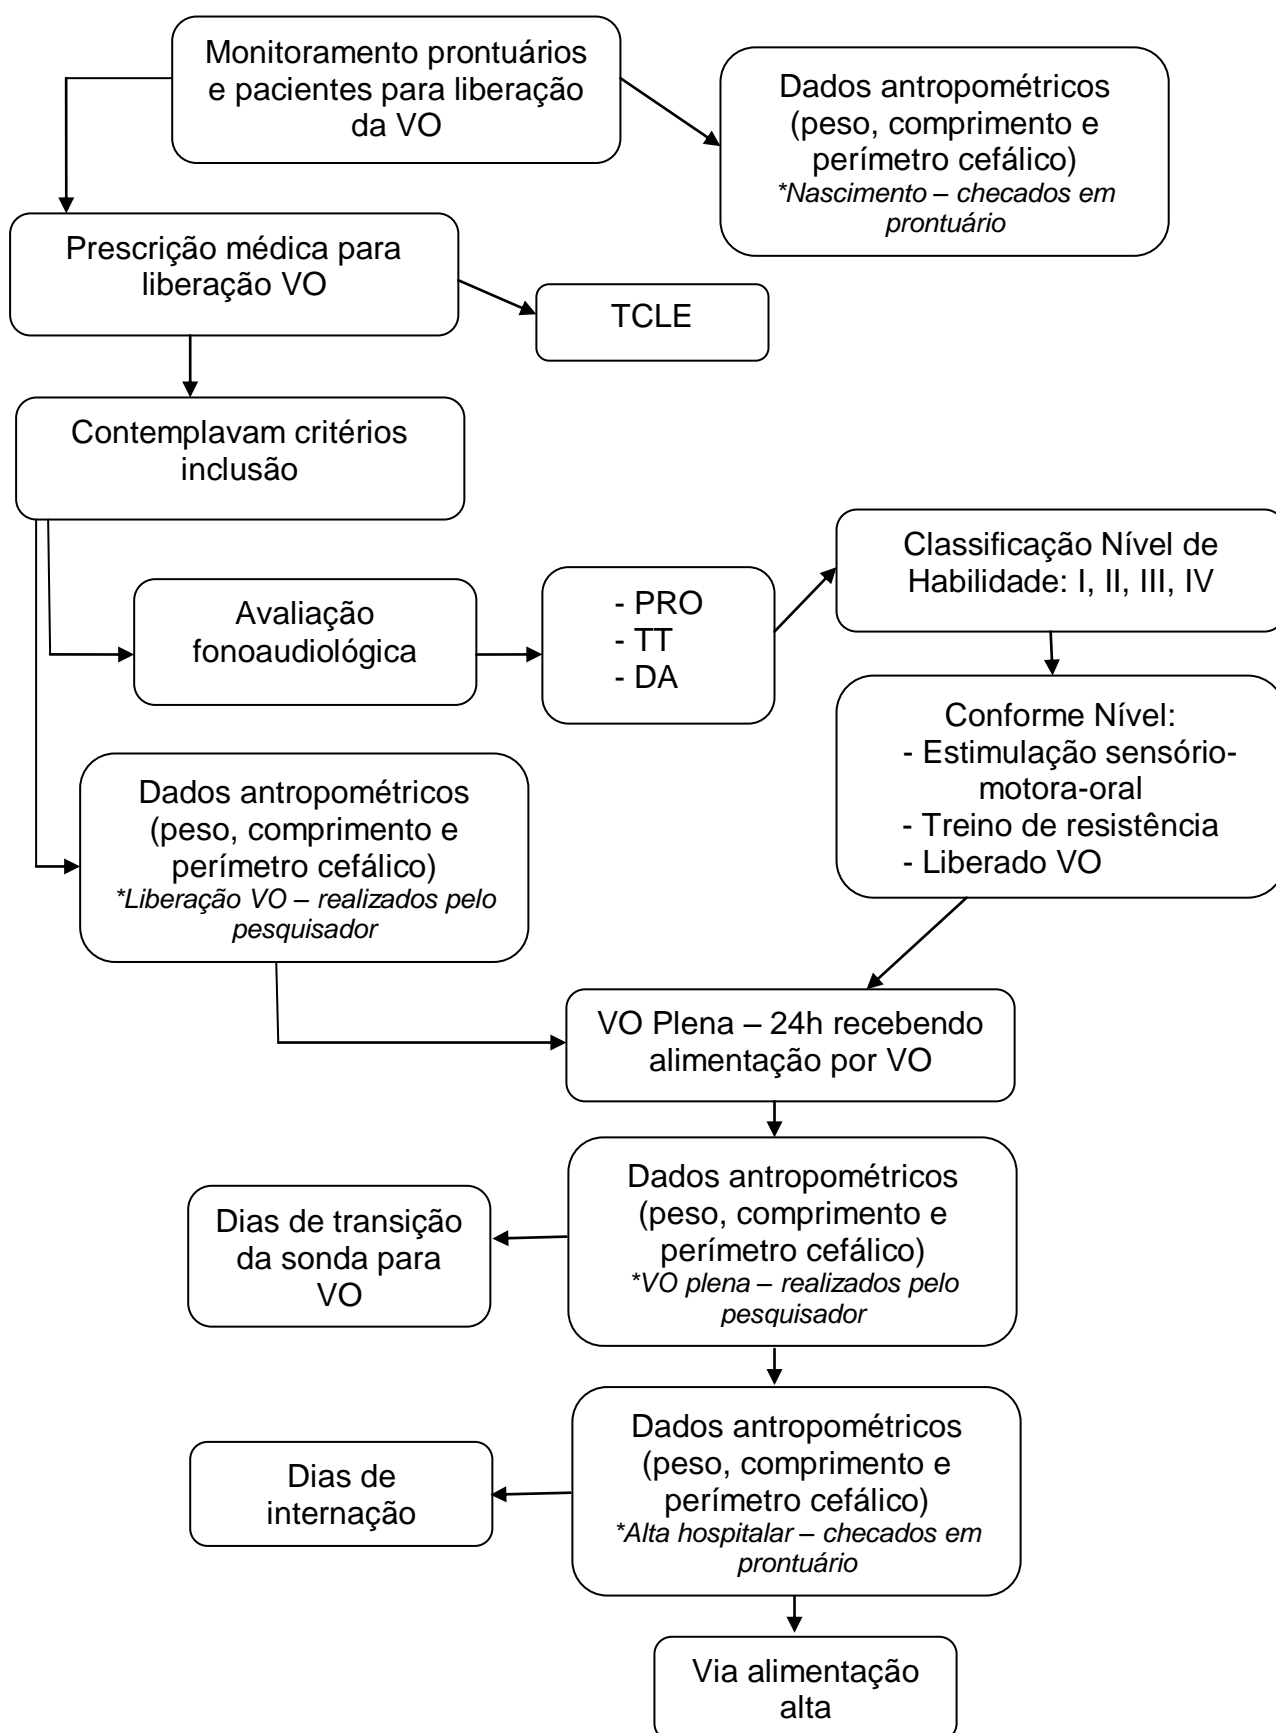 Monitoramento prontuários
e pacientes para liberação
da VO
Dados antropométricos
(peso, comprimento e
perímetro cefálico)
*Nascimento – checados em
prontuário
Prescrição médica para
liberação VO
TCLE
Contemplavam critérios
inclusão
Avaliação
fonoaudiológica
- PRO
- TT
- DA
Classificação Nível de
Habilidade: I, II, III, IV
Conforme Nível:
- Estimulação sensório-
motora-oral
- Treino de resistência
- Liberado VO
Dados antropométricos
(peso, comprimento e
perímetro cefálico)
*Liberação VO – realizados pelo
pesquisador
VO Plena – 24h recebendo
alimentação por VO
Dados antropométricos
(peso, comprimento e
perímetro cefálico)
*VO plena – realizados pelo
pesquisador
Dias de transição
da sonda para
VO
Dados antropométricos
(peso, comprimento e
perímetro cefálico)
*Alta hospitalar – checados em
prontuário
Dias de
internação
Via alimentação
alta